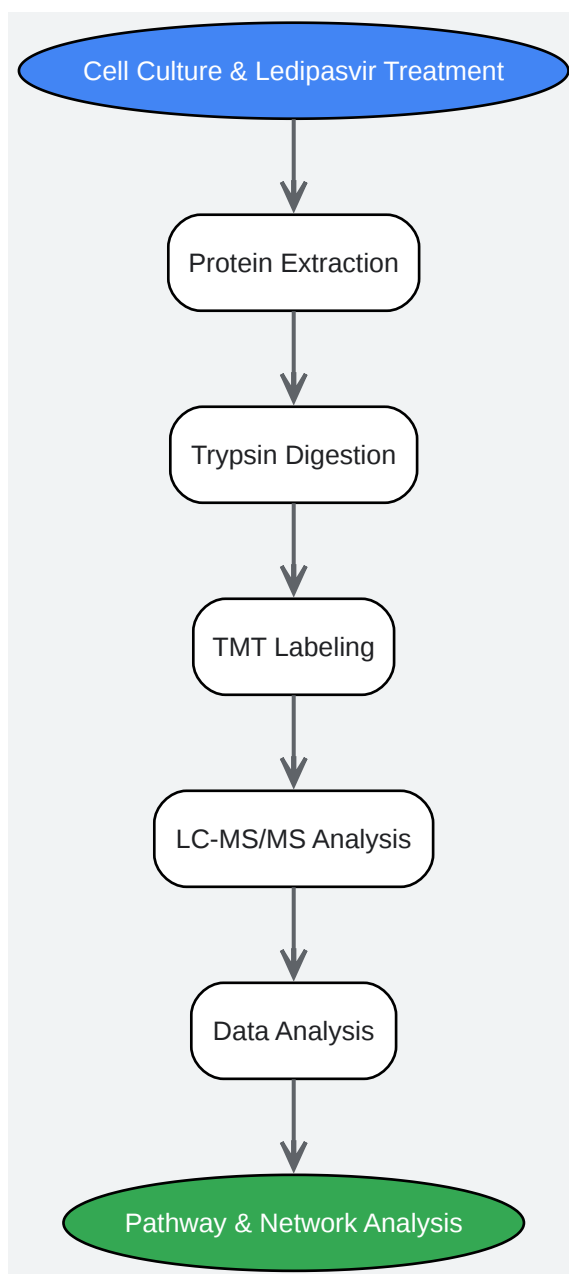 Cell Culture & Ledipasvir Treatment
Protein Extraction
Trypsin Digestion
TMT Labeling
LC-MS/MS Analysis
Data Analysis
Pathway & Network Analysis